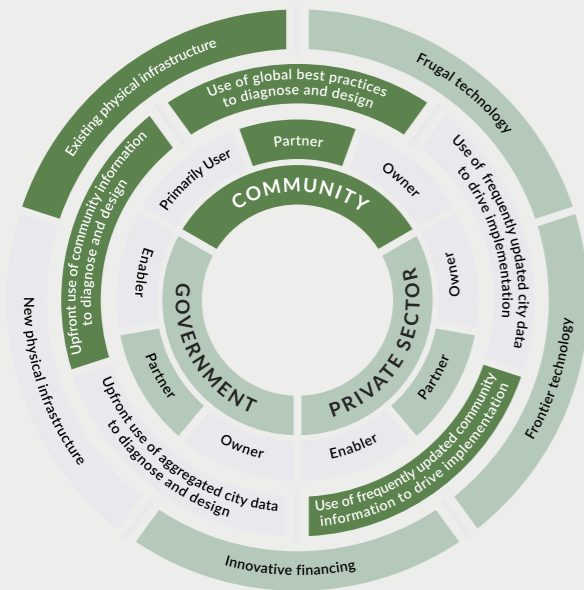 Existing physical infrastructure
Frugal technology
Frontier technology
Innovative financing
New physical infrastructure
Use of global best practices
to diagnose and design
Use of frequently updated city data
to drive implementation
Use of frequently updated community
information to drive implementation
Upfront use of aggregated city data
to diagnose and design
Upfront use of community information
to diagnose and design
Primarily User
Partner
Owner
COMMUNITY
Owner
Partner
Enabler
PRIVATE SECTOR
Owner
Partner
Enabler
GOVERNMENT